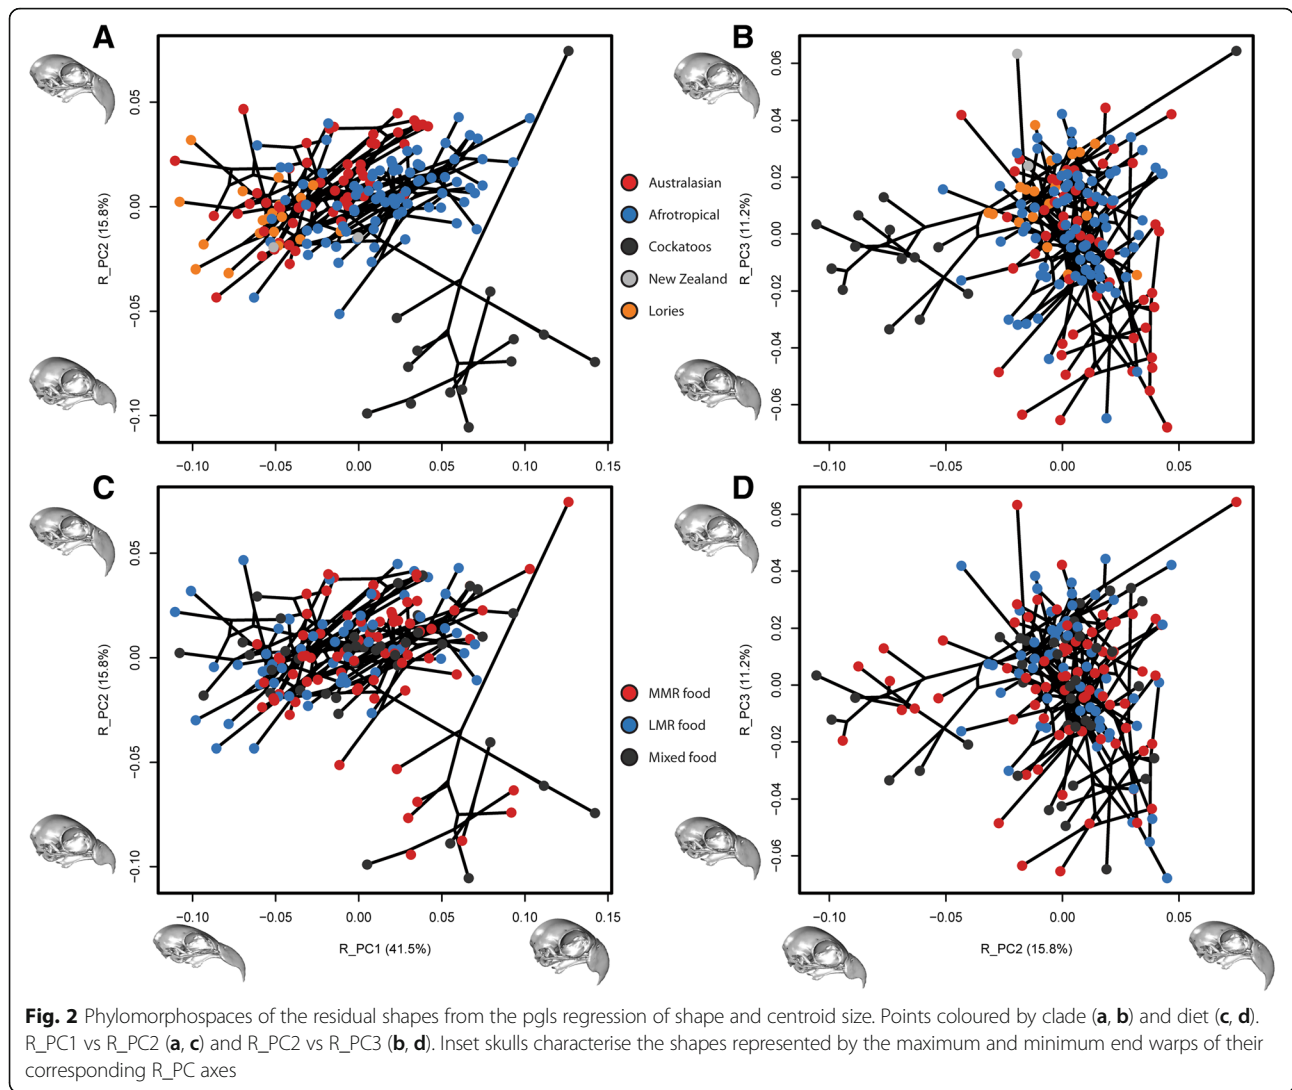 A
B
R_PC2 (15.8%)
0.05
0.00
−0.05
−0.10
−0.10
−0.05
0.00
0.05
0.10
0.15
Australasian
Afrotropical
Cockatoos
New Zealand
Lories
R_PC3 (11.2%)
0.06
0.04
0.02
0.00
−0.02
−0.04
−0.06
−0.10
−0.05
0.00
0.05
C
D
R_PC2 (15.8%)
0.05
0.00
−0.05
−0.10
−0.10
−0.05
0.00
0.05
0.10
0.15
R_PC1 (41.5%)
MMR food
LMR food
Mixed food
R_PC3 (11.2%)
0.06
0.04
0.02
0.00
−0.02
−0.04
−0.06
−0.10
−0.05
0.00
0.05
R_PC2 (15.8%)
Fig. 2 Phylomorphospaces of the residual shapes from the pgls regression of shape and centroid size. Points coloured by clade (a, b) and diet (c, d).
R_PC1 vs R_PC2 (a, c) and R_PC2 vs R_PC3 (b, d). Inset skulls characterise the shapes represented by the maximum and minimum end warps of their
corresponding R_PC axes